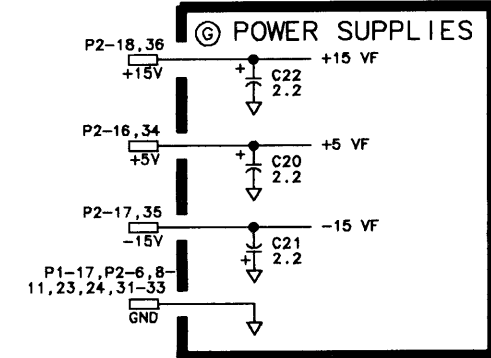 G POWER SUPPLIES
P2-18,36
+15V
+15 VF
+
C22
2.2
P2-16,34
+5V
+5 VF
+
C20
2.2
P2-17,35
-15V
-15 VF
C21
+
2.2
P1-17,P2-6,8-
11,23,24,31-33
GND